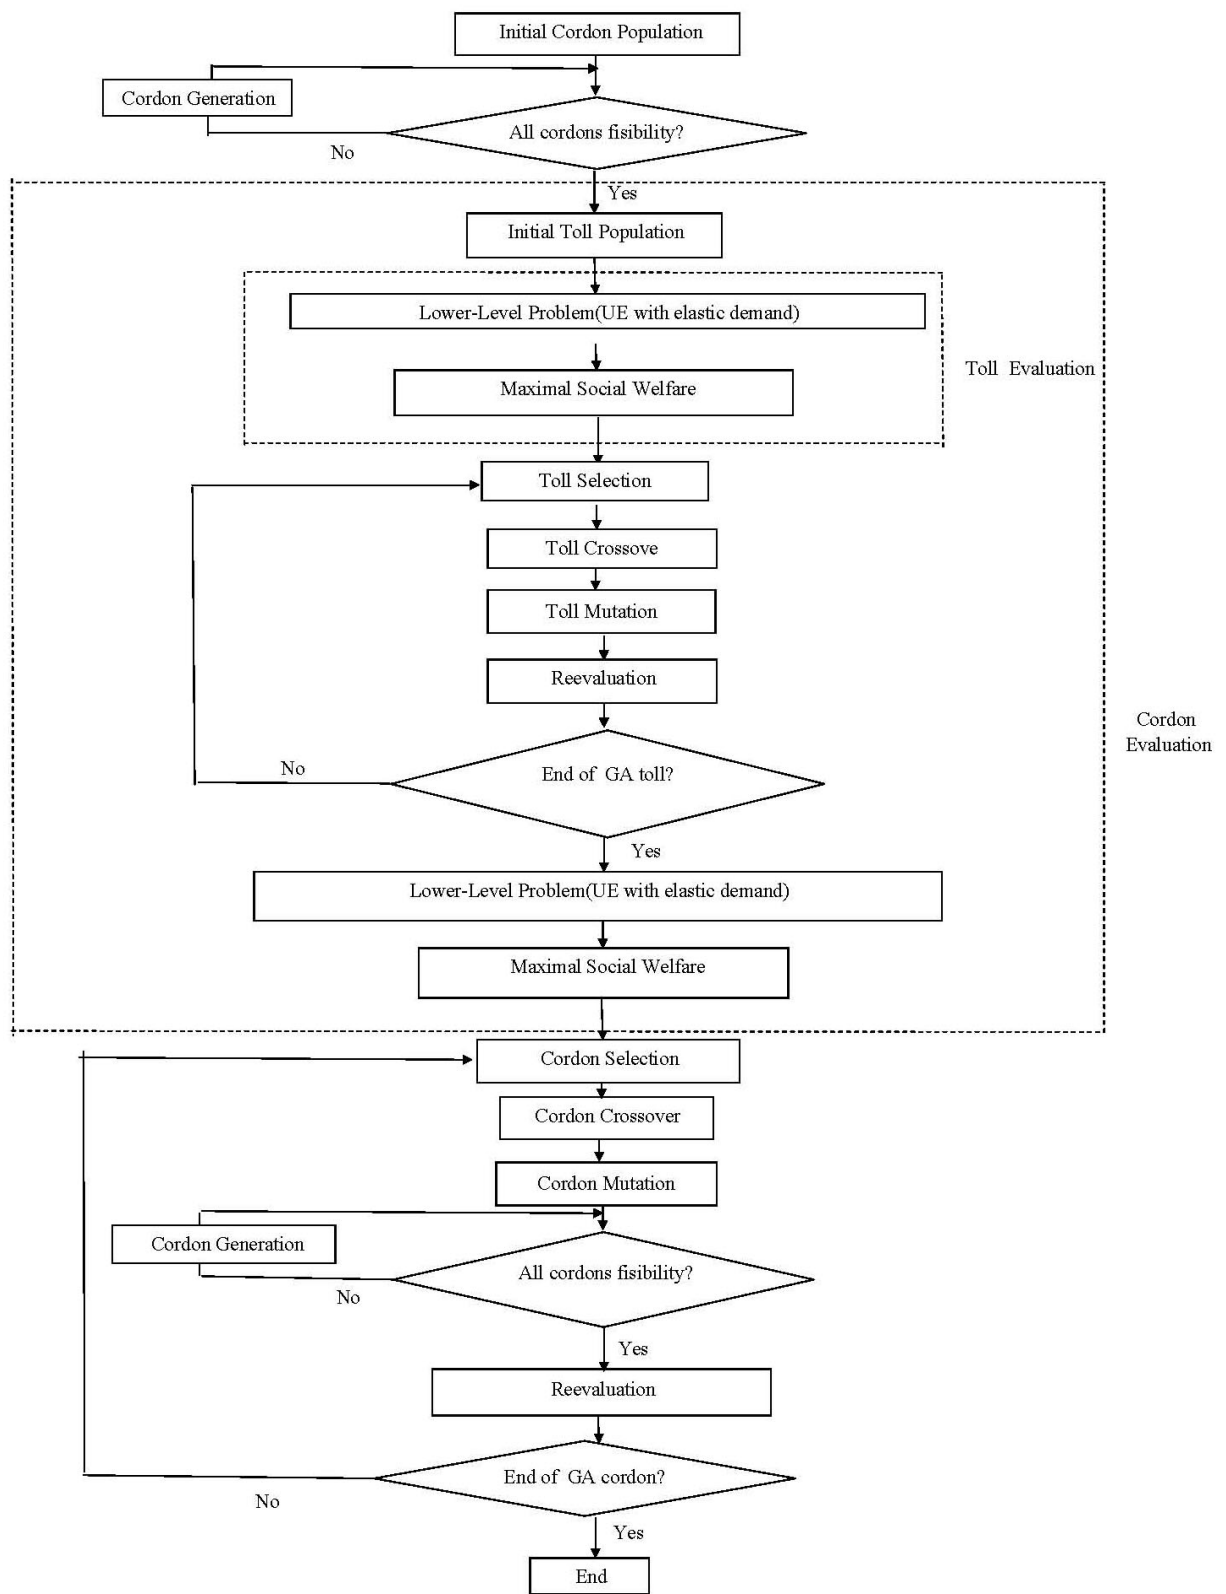 Initial Cordon Population
Cordon Generation
All cordons fisibility?
No
Yes
Initial Toll Population
Lower-Level Problem(UE with elastic demand)
Toll Evaluation
Maximal Social Welfare
Toll Selection
Toll Crossove
Toll Mutation
Reevaluation
Cordon
Evaluation
End of GA toll?
No
Yes
Lower-Level Problem(UE with elastic demand)
Maximal Social Welfare
Cordon Selection
Cordon Crossover
Cordon Mutation
Cordon Generation
All cordons fisibility?
No
Yes
Reevaluation
End of GA cordon?
No
Yes
End